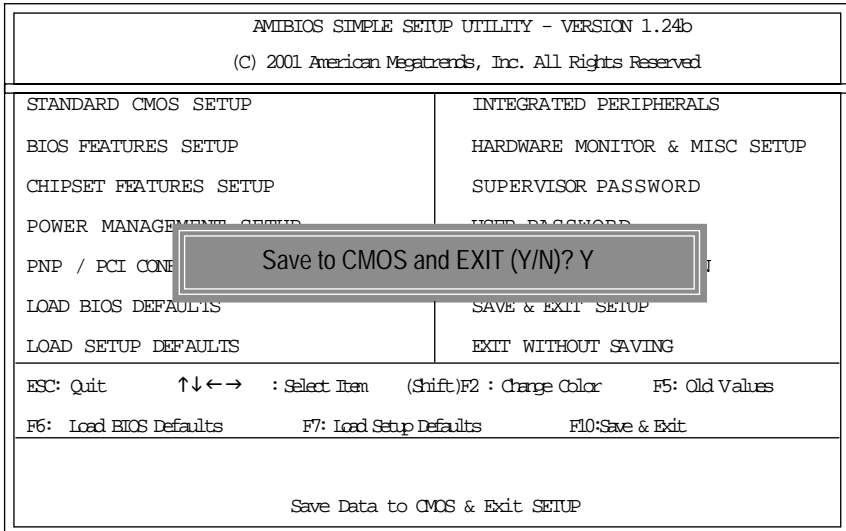 AMIBIOS SIMPLE SETUP UTILITY - VERSION 1.24b
(C) 2001 American Megatrends, Inc. All Rights Reserved
STANDARD CMOS SETUP
BIOS FEATURES SETUP
CHIPSET FEATURES SETUP
POWER MANAGEMENT SETUP
PNP / PCI
LOAD BIOS DEFAULTS
LOAD SETUP DEFAULTS
INTEGRATED PERIPHERALS
HARDWARE MONITOR & MISC SETUP
SUPERVISOR PASSWORD
USER PASSWORD
SAVE & EXIT SETUP
EXIT WITHOUT SAVING
Save to CMOS and EXIT (Y/N)? Y
ESC: Quit ↑↓←→ : Select Item (Shift)F2 : Change Color F5: Old Values
F6: Load BIOS Defaults F7: Load Setup Defaults F10:Save & Exit
Save Data to CMOS & Exit SETUP